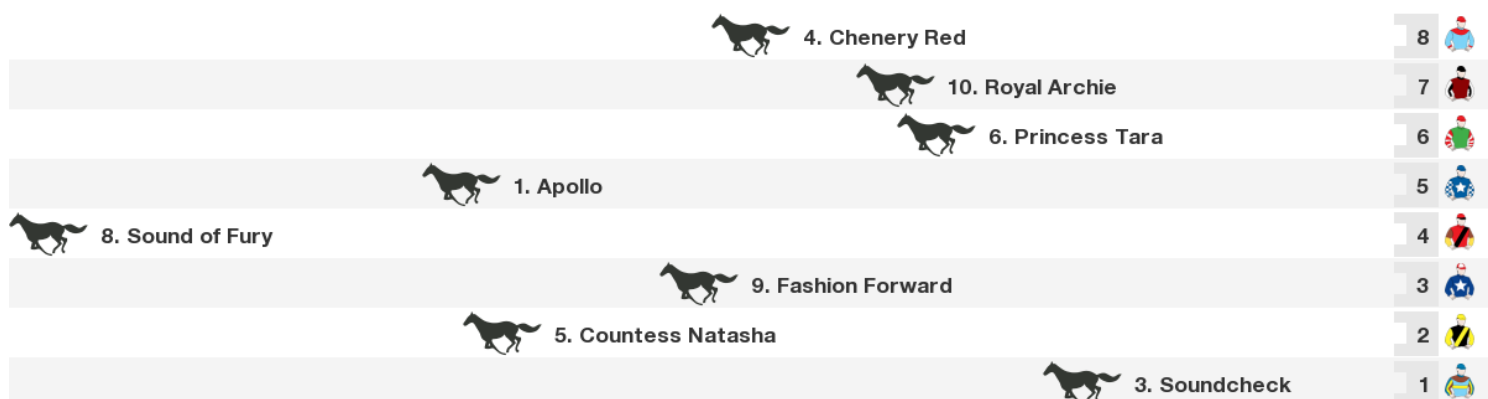 4. Chenery Red 8
10. Royal Archie 7
6. Princess Tara 6
1. Apollo 5
8. Sound of Fury 4
9. Fashion Forward 3
5. Countess Natasha 2
3. Soundcheck 1